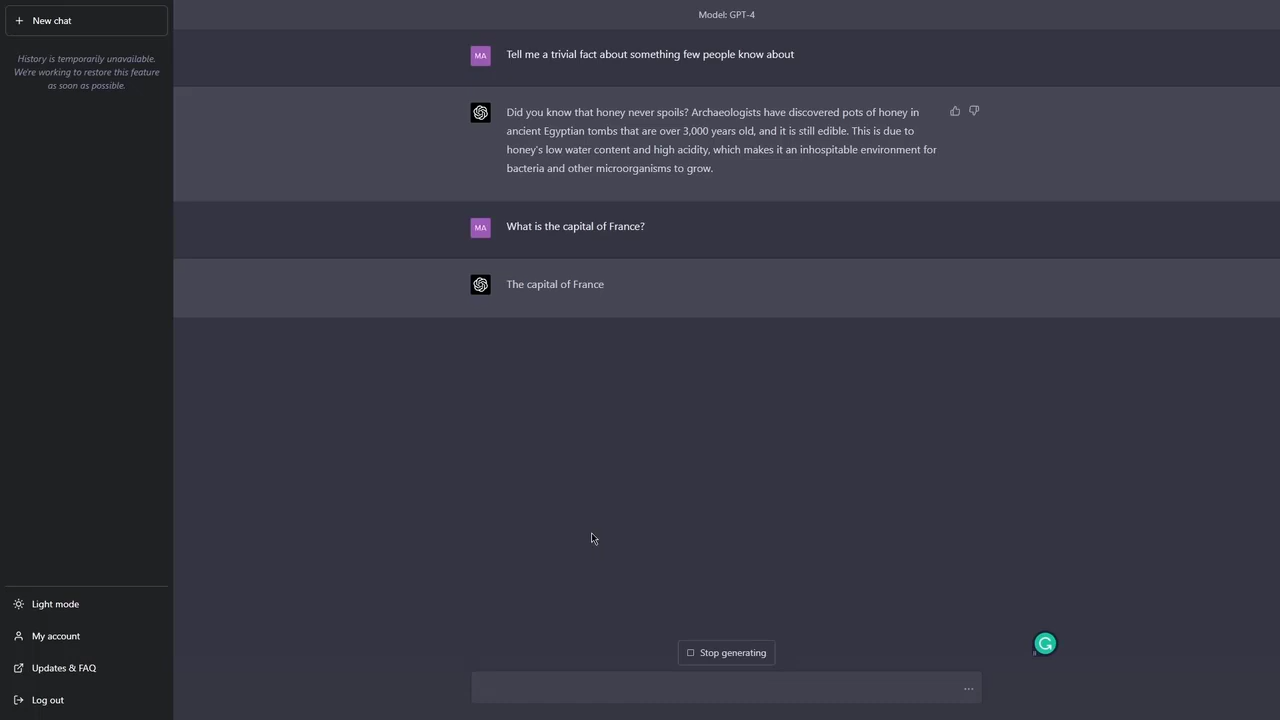 New chat
History is temporarily unavailable.
We're working to restore this feature
as soon as possible.
Light mode
My account
Updates & FAQ
Log out
Model: GPT-4
MA
Tell me a trivial fact about something few people know about
Did you know that honey never spoils? Archaeologists have discovered pots of honey in
ancient Egyptian tombs that are over 3,000 years old, and it is still edible. This is due to
honey's low water content and high acidity, which makes it an inhospitable environment for
bacteria and other microorganisms to grow.
MA
What is the capital of France?
The capital of France
Stop generating
...